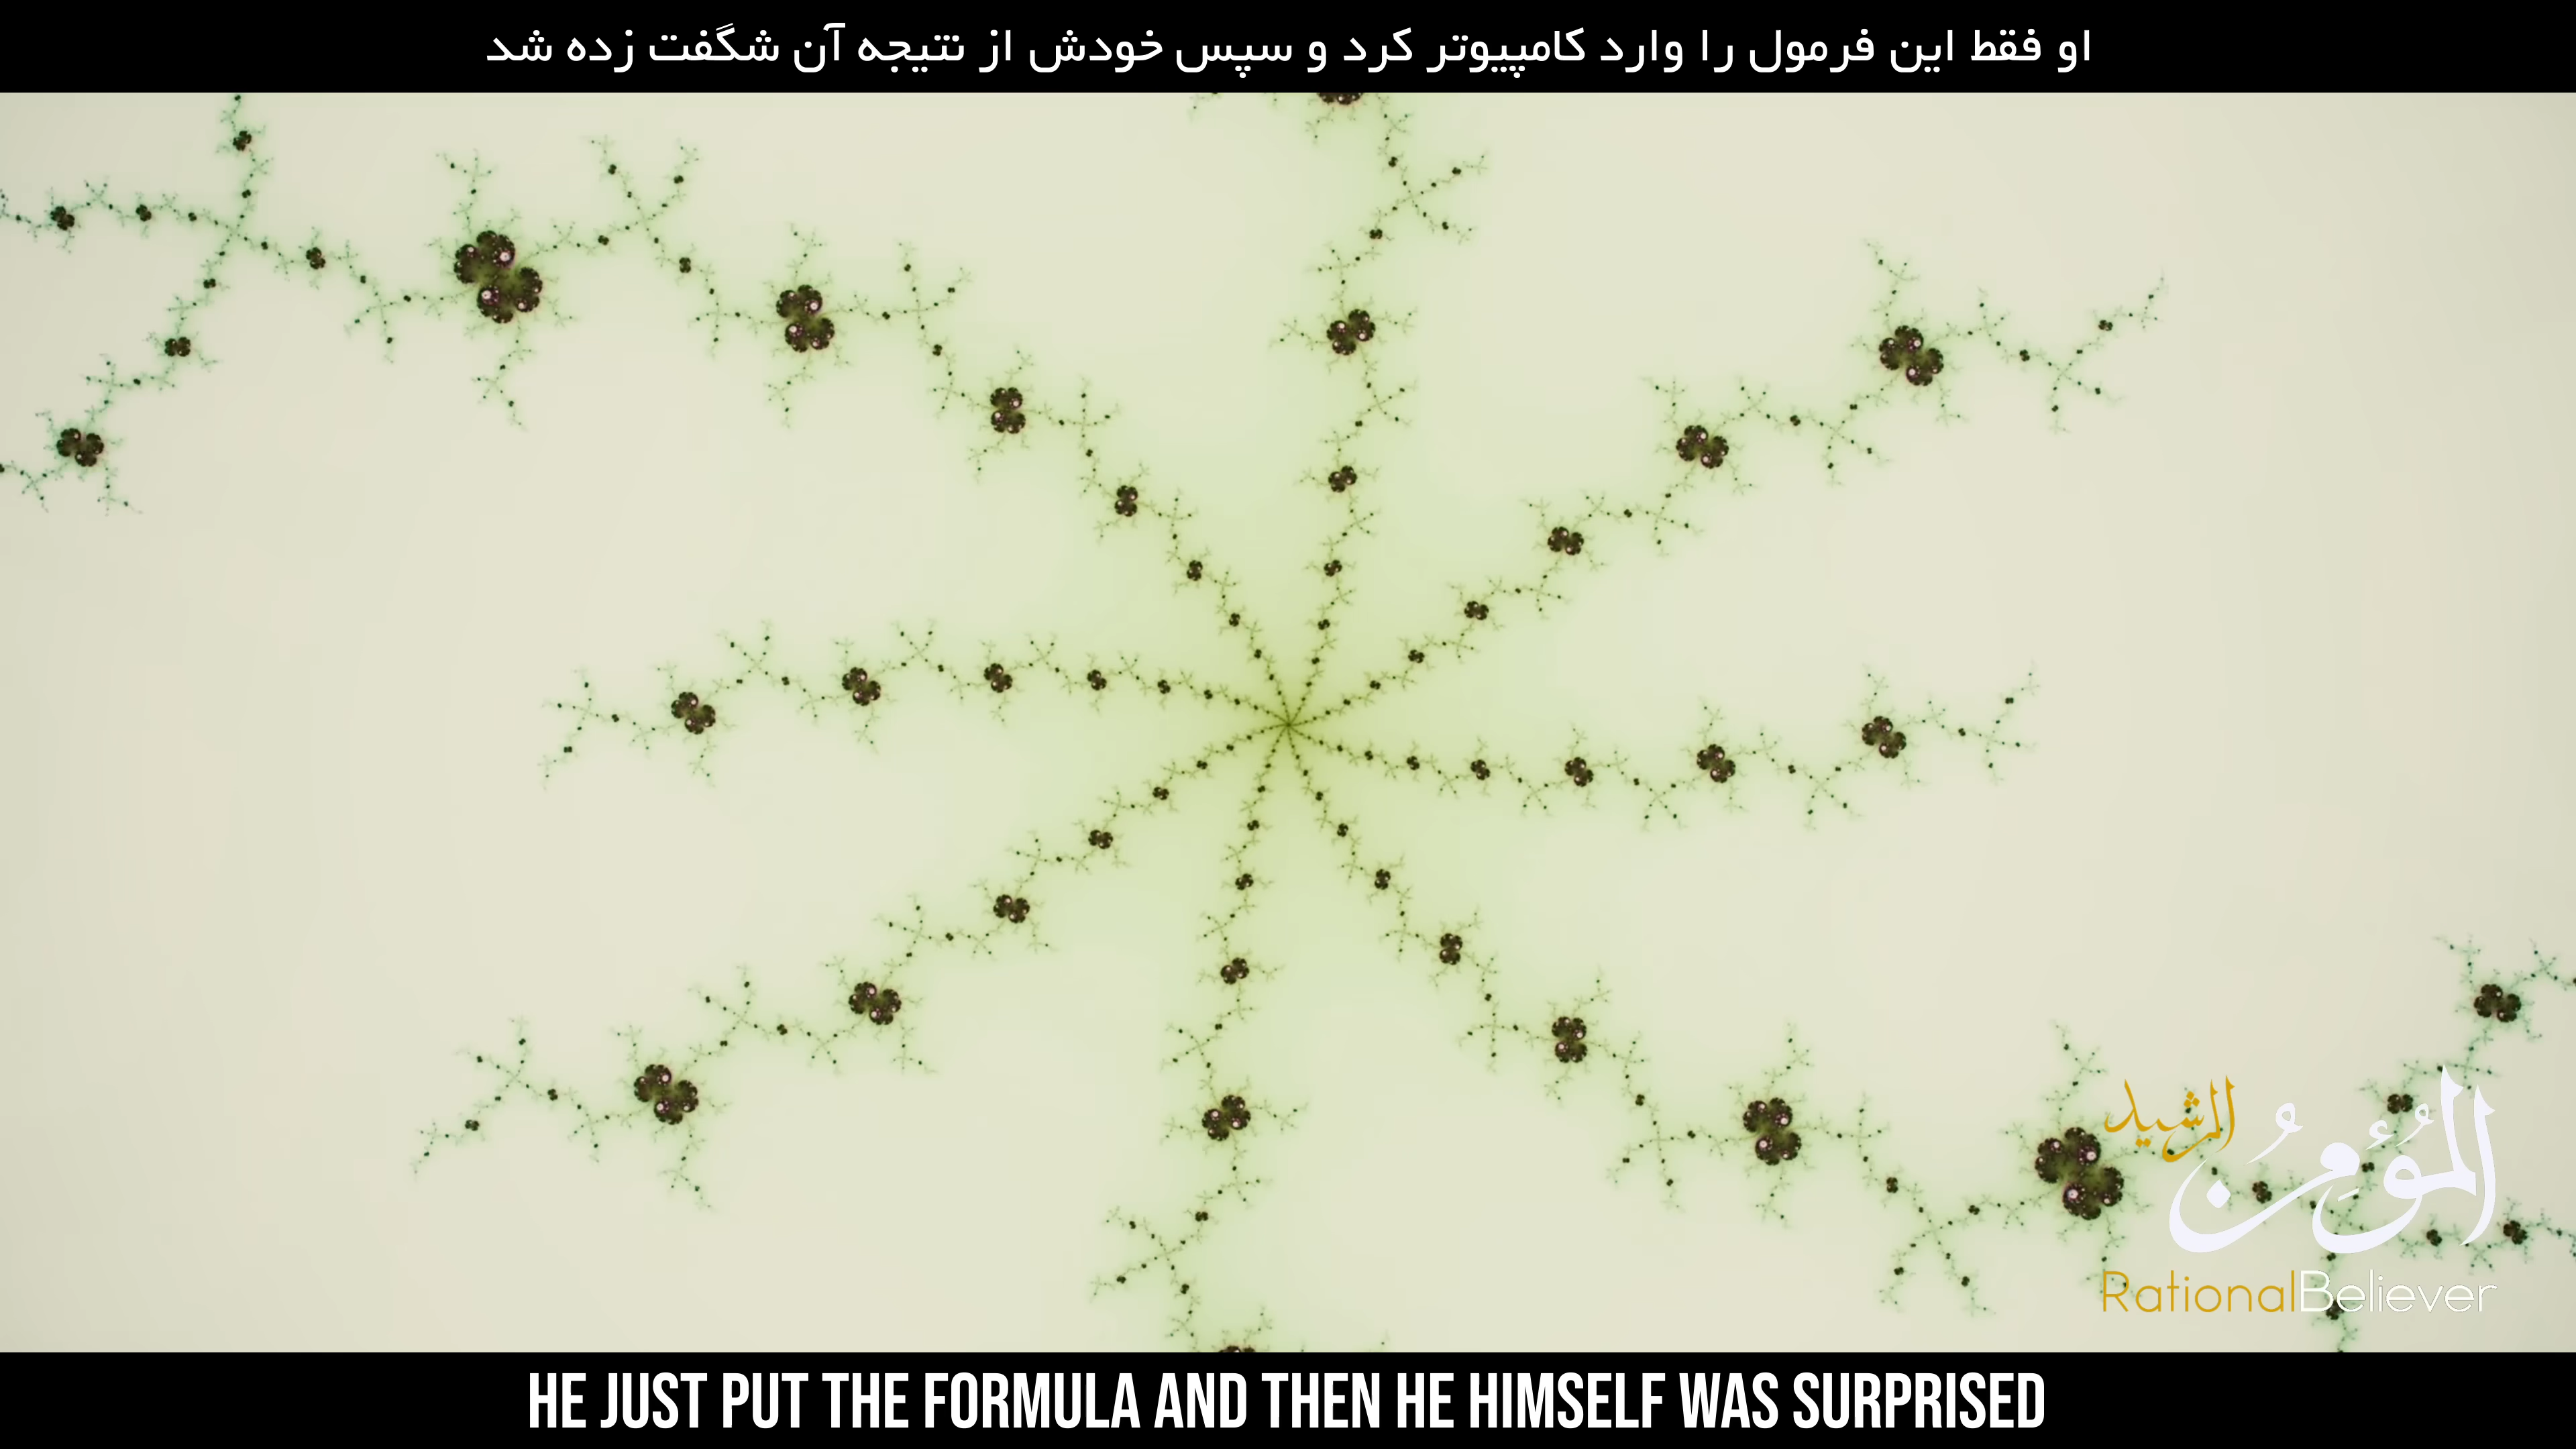 او فقط این فرمول را وارد کامپیوتر کرد و سپس خودش از نتیجه آن شگفت زده شد
الرشيد
المؤمن
RationalBeliever
HE JUST PUT THE FORMULA AND THEN HE HIMSELF WAS SURPRISED